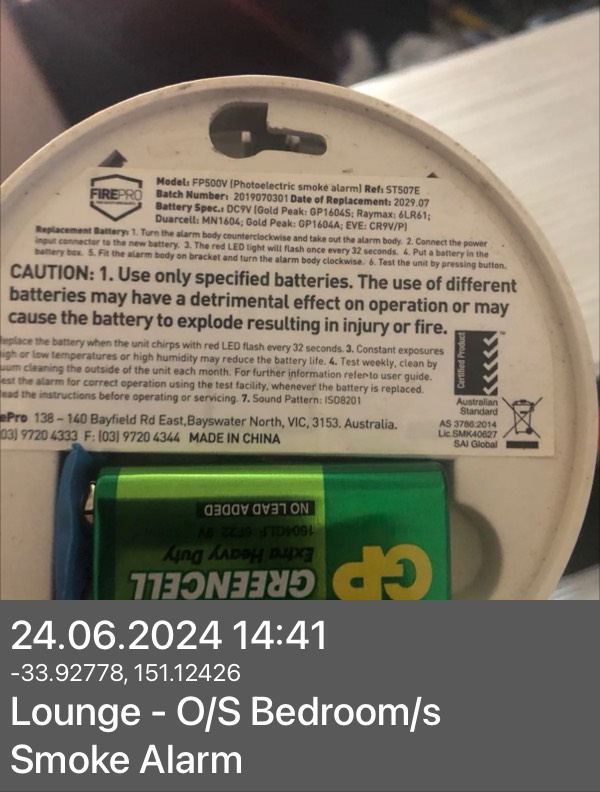 FIREPRO
Model: FP500V (Photoelectric smoke alarm) Ref: ST507E
Batch Number: 2019070301 Date of Replacement: 2029.07
Battery Spec.: DC9V (Gold Peak: GP1604S; Raymax: 6LR61;
Duarcell: MN1604; Gold Peak: GP1604A; EVE: CR9V/P)
Replacement Battery: 1. Turn the alarm body counterclockwise and take out the alarm body. 2. Connect the power
input connector to the new battery. 3. The red LED light will flash once every 32 seconds. 4. Put a battery in the
battery box. 5. Fit the alarm body on bracket and turn the alarm body clockwise. 6. Test the unit by pressing button.
CAUTION: 1. Use only specified batteries. The use of different
batteries may have a detrimental effect on operation or may
cause the battery to explode resulting in injury or fire.
eplace the battery when the unit chirps with red LED flash every 32 seconds. 3. Constant exposures
igh or low temperatures or high humidity may reduce the battery life. 4. Test weekly, clean by
uum cleaning the outside of the unit each month. For further information refer to user guide.
est the alarm for correct operation using the test facility, whenever the battery is replaced.
ead the instructions before operating or servicing. 7. Sound Pattern: ISO8201
Certified Product
Australian
Standard
AS 3786:2014
Lic.SMK40627
SAI Global
ePro 138 - 140 Bayfield Rd East,Bayswater North, VIC, 3153. Australia.
03) 9720 4333 F: (03) 9720 4344 MADE IN CHINA
NO LEAD ADDED
1604GLF 6F22 9V
Extra Heavy Duty
GREENCELL
GP
24.06.2024 14:41
-33.92778, 151.12426
Lounge - O/S Bedroom/s
Smoke Alarm